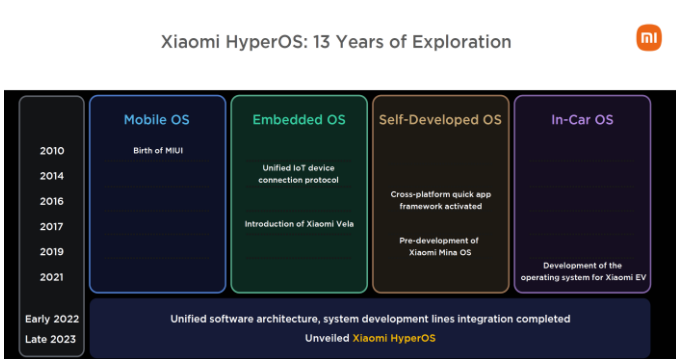 Xiaomi HyperOS: 13 Years of Exploration
mi
Mobile OS
Embedded OS
Self-Developed OS
In-Car OS
2010
Birth of MIUI
2014
Unified IoT device
connection protocol
2016
Cross-platform quick app
framework activated
2017
Introduction of Xiaomi Vela
2019
Pre-development of
Xiaomi Mina OS
2021
Development of the
operating system for Xiaomi EV
Early 2022
Unified software architecture, system development lines integration completed
Late 2023
Unveiled Xiaomi HyperOS